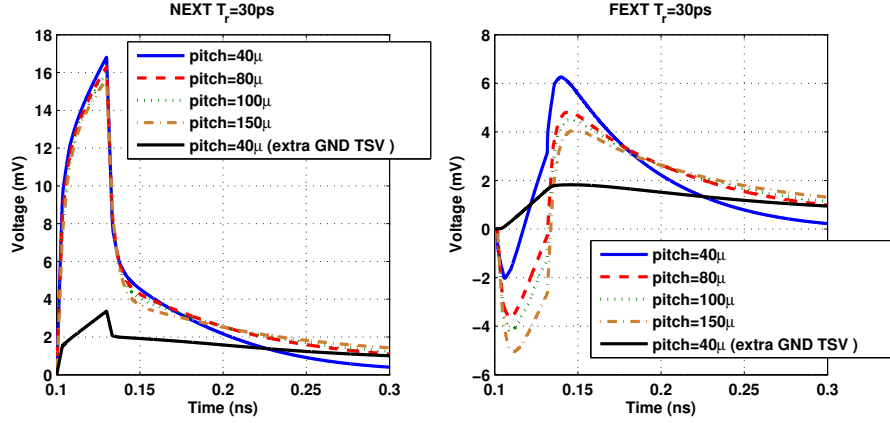 NEXT T_r=30ps
18
16
14
12
10
8
6
4
2
0
0.1
0.15
0.2
0.25
0.3
Voltage (mV)
Time (ns)
pitch=40μ
pitch=80μ
pitch=100μ
pitch=150μ
pitch=40μ (extra GND TSV )
FEXT T_r=30ps
8
6
4
2
0
−2
−4
−6
0.1
0.15
0.2
0.25
0.3
Voltage (mV)
Time (ns)
pitch=40μ
pitch=80μ
pitch=100μ
pitch=150μ
pitch=40μ (extra GND TSV )